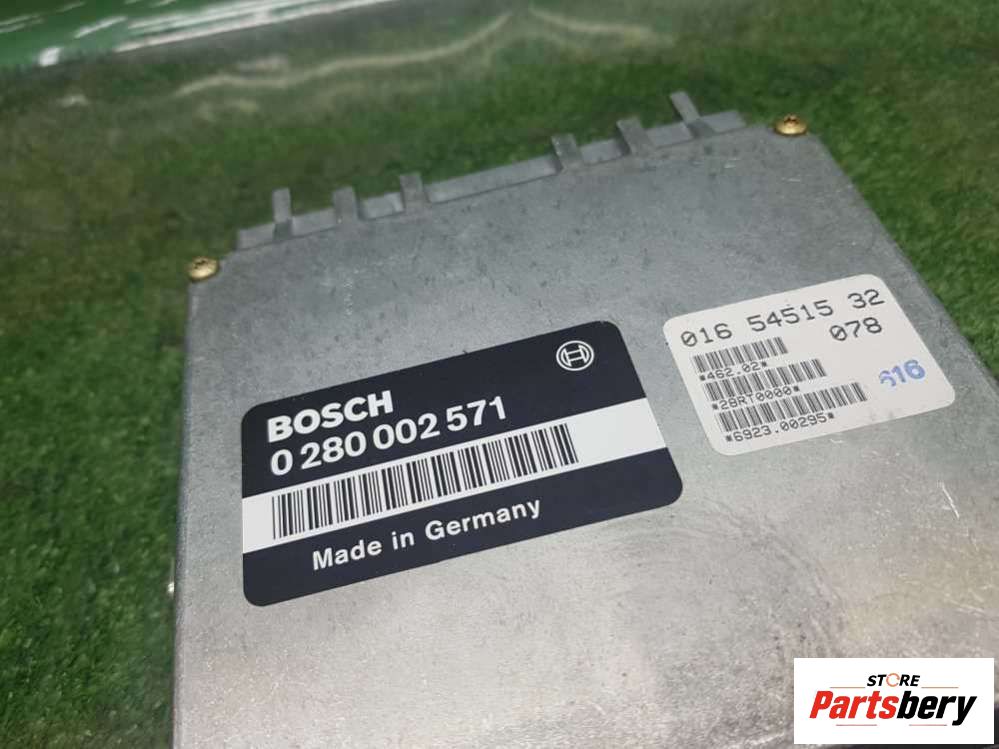 BOSCH
0 280 002 571
Made in Germany
016 54515 32
078
*462.02*
*28RT0000*
*6923.00295*
616
STORE
Partsbery